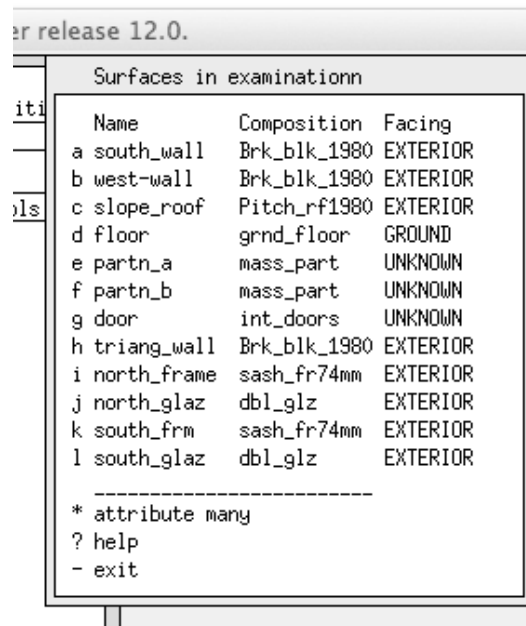 er release 12.0.
Surfaces in examinationn
iti
Name Composition Facing
a south_wall Brk_blk_1980 EXTERIOR
b west-wall Brk_blk_1980 EXTERIOR
ols
c slope_roof Pitch_rf1980 EXTERIOR
d floor grnd_floor GROUND
e partn_a mass_part UNKNOWN
f partn_b mass_part UNKNOWN
g door int_doors UNKNOWN
h triang_wall Brk_blk_1980 EXTERIOR
i north_frame sash_fr74mm EXTERIOR
j north_glaz dbl_glz EXTERIOR
k south_frm sash_fr74mm EXTERIOR
l south_glaz dbl_glz EXTERIOR
* attribute many
? help
- exit